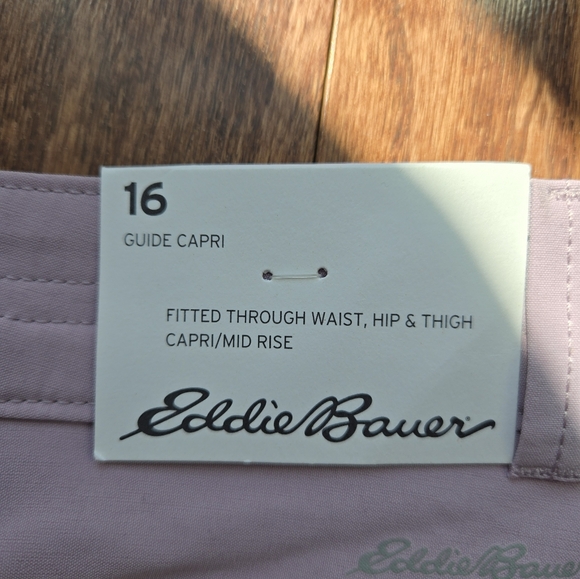 16
GUIDE CAPRI
FITTED THROUGH WAIST, HIP & THIGH
CAPRI/MID RISE
Eddie Bauer
Eddie Bauer